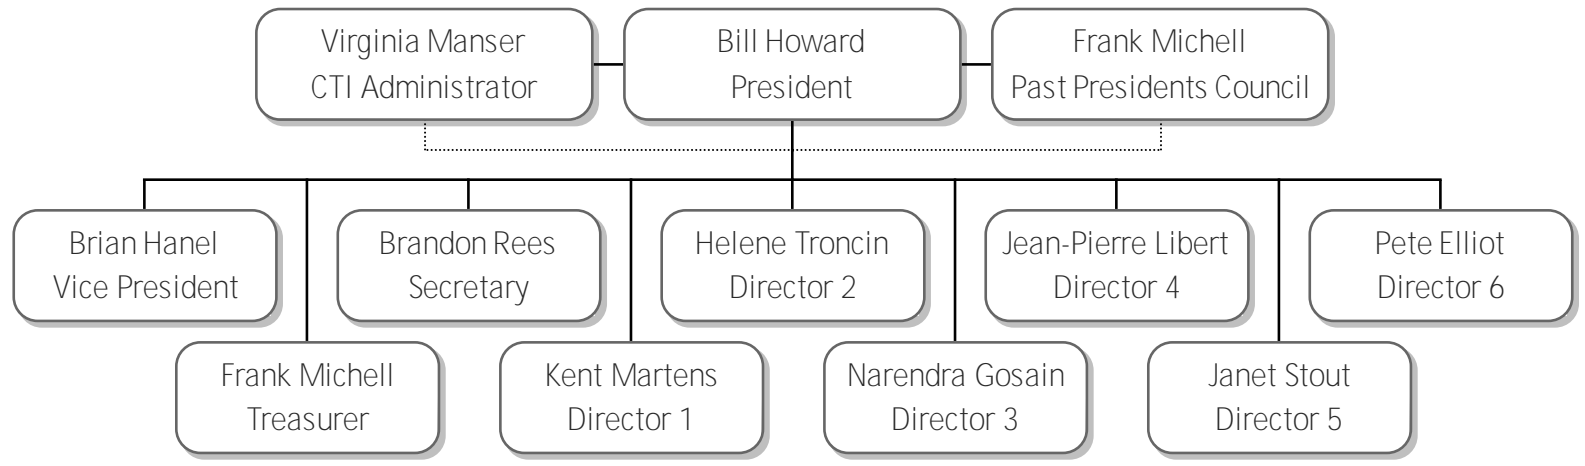 Virginia Manser
CTI Administrator
Bill Howard
President
Frank Michell
Past Presidents Council
Brian Hanel
Vice President
Brandon Rees
Secretary
Helene Troncin
Director 2
Jean-Pierre Libert
Director 4
Pete Elliot
Director 6
Frank Michell
Treasurer
Kent Martens
Director 1
Narendra Gosain
Director 3
Janet Stout
Director 5